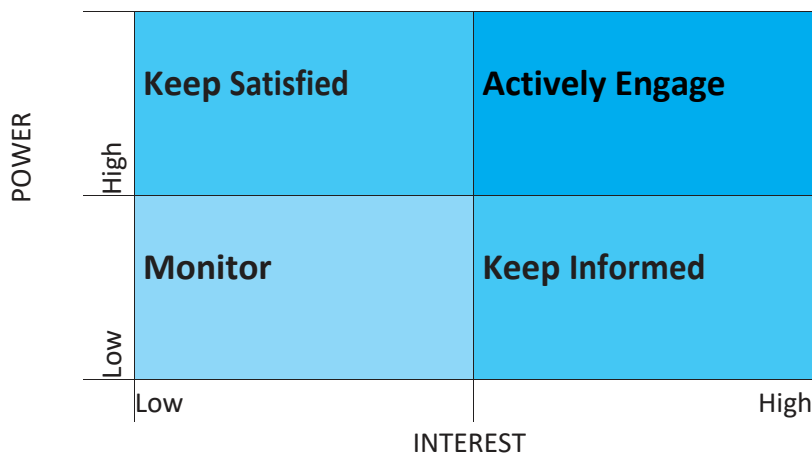 POWER
High
Keep Satisfied
Actively Engage
Low
Monitor
Keep Informed
Low
High
INTEREST